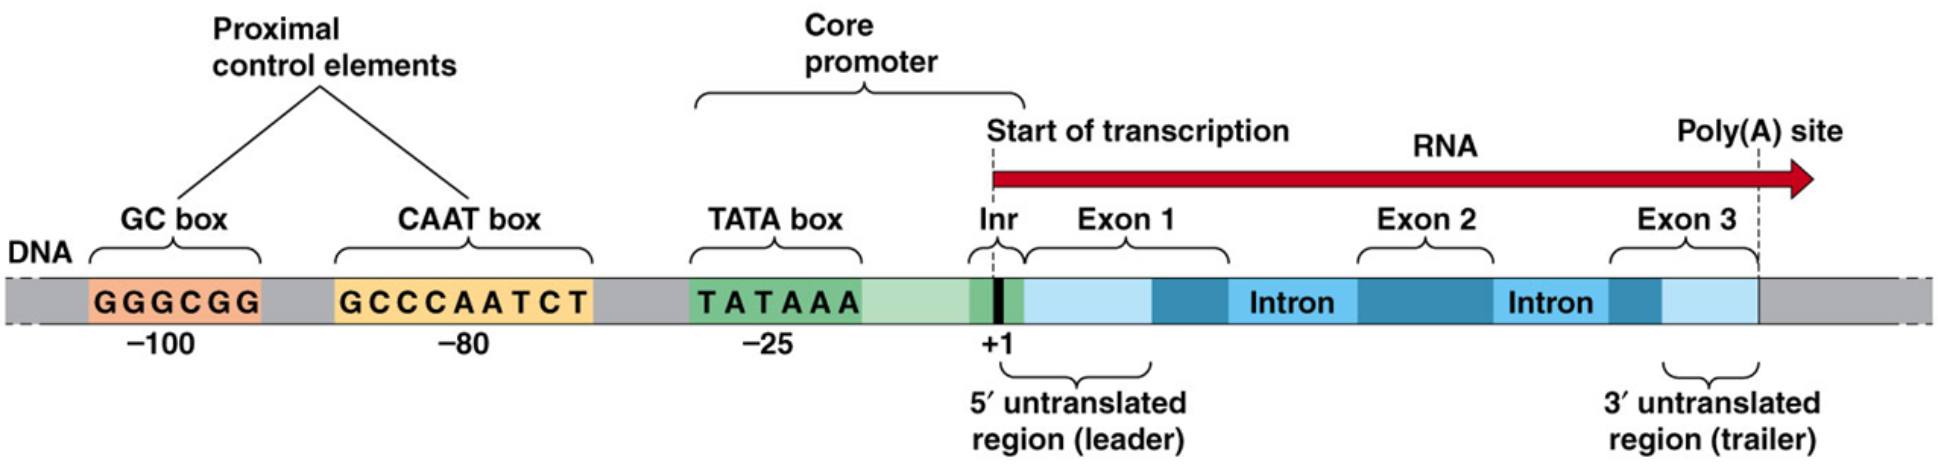 Proximal
control elements
Core
promoter
Start of transcription
RNA
Poly(A) site
GC box
CAAT box
TATA box
Inr
Exon 1
Exon 2
Exon 3
DNA
GGGCGG
GCCCAATCT
TATAAA
Intron
Intron
–100
–80
–25
+1
5′ untranslated
region (leader)
3′ untranslated
region (trailer)